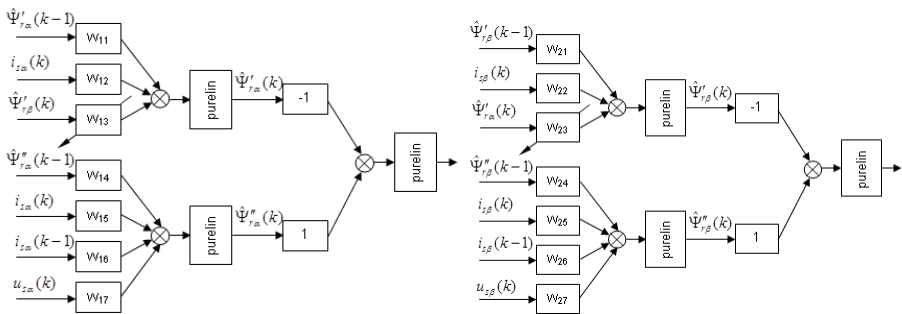 Ψ̂′rα(k−1)
W11
isα(k)
W12
Ψ̂′rβ(k)
W13
purelin
Ψ̂′rα(k)
-1
Ψ̂″rα(k−1)
W14
isα(k)
W15
isα(k−1)
W16
usα(k)
W17
purelin
Ψ̂″rα(k)
1
purelin
Ψ̂′rβ(k−1)
W21
isβ(k)
W22
Ψ̂′rα(k)
W23
purelin
Ψ̂′rβ(k)
-1
Ψ̂″rβ(k−1)
W24
isβ(k)
W25
isβ(k−1)
W26
usβ(k)
W27
purelin
Ψ̂″rβ(k)
1
purelin